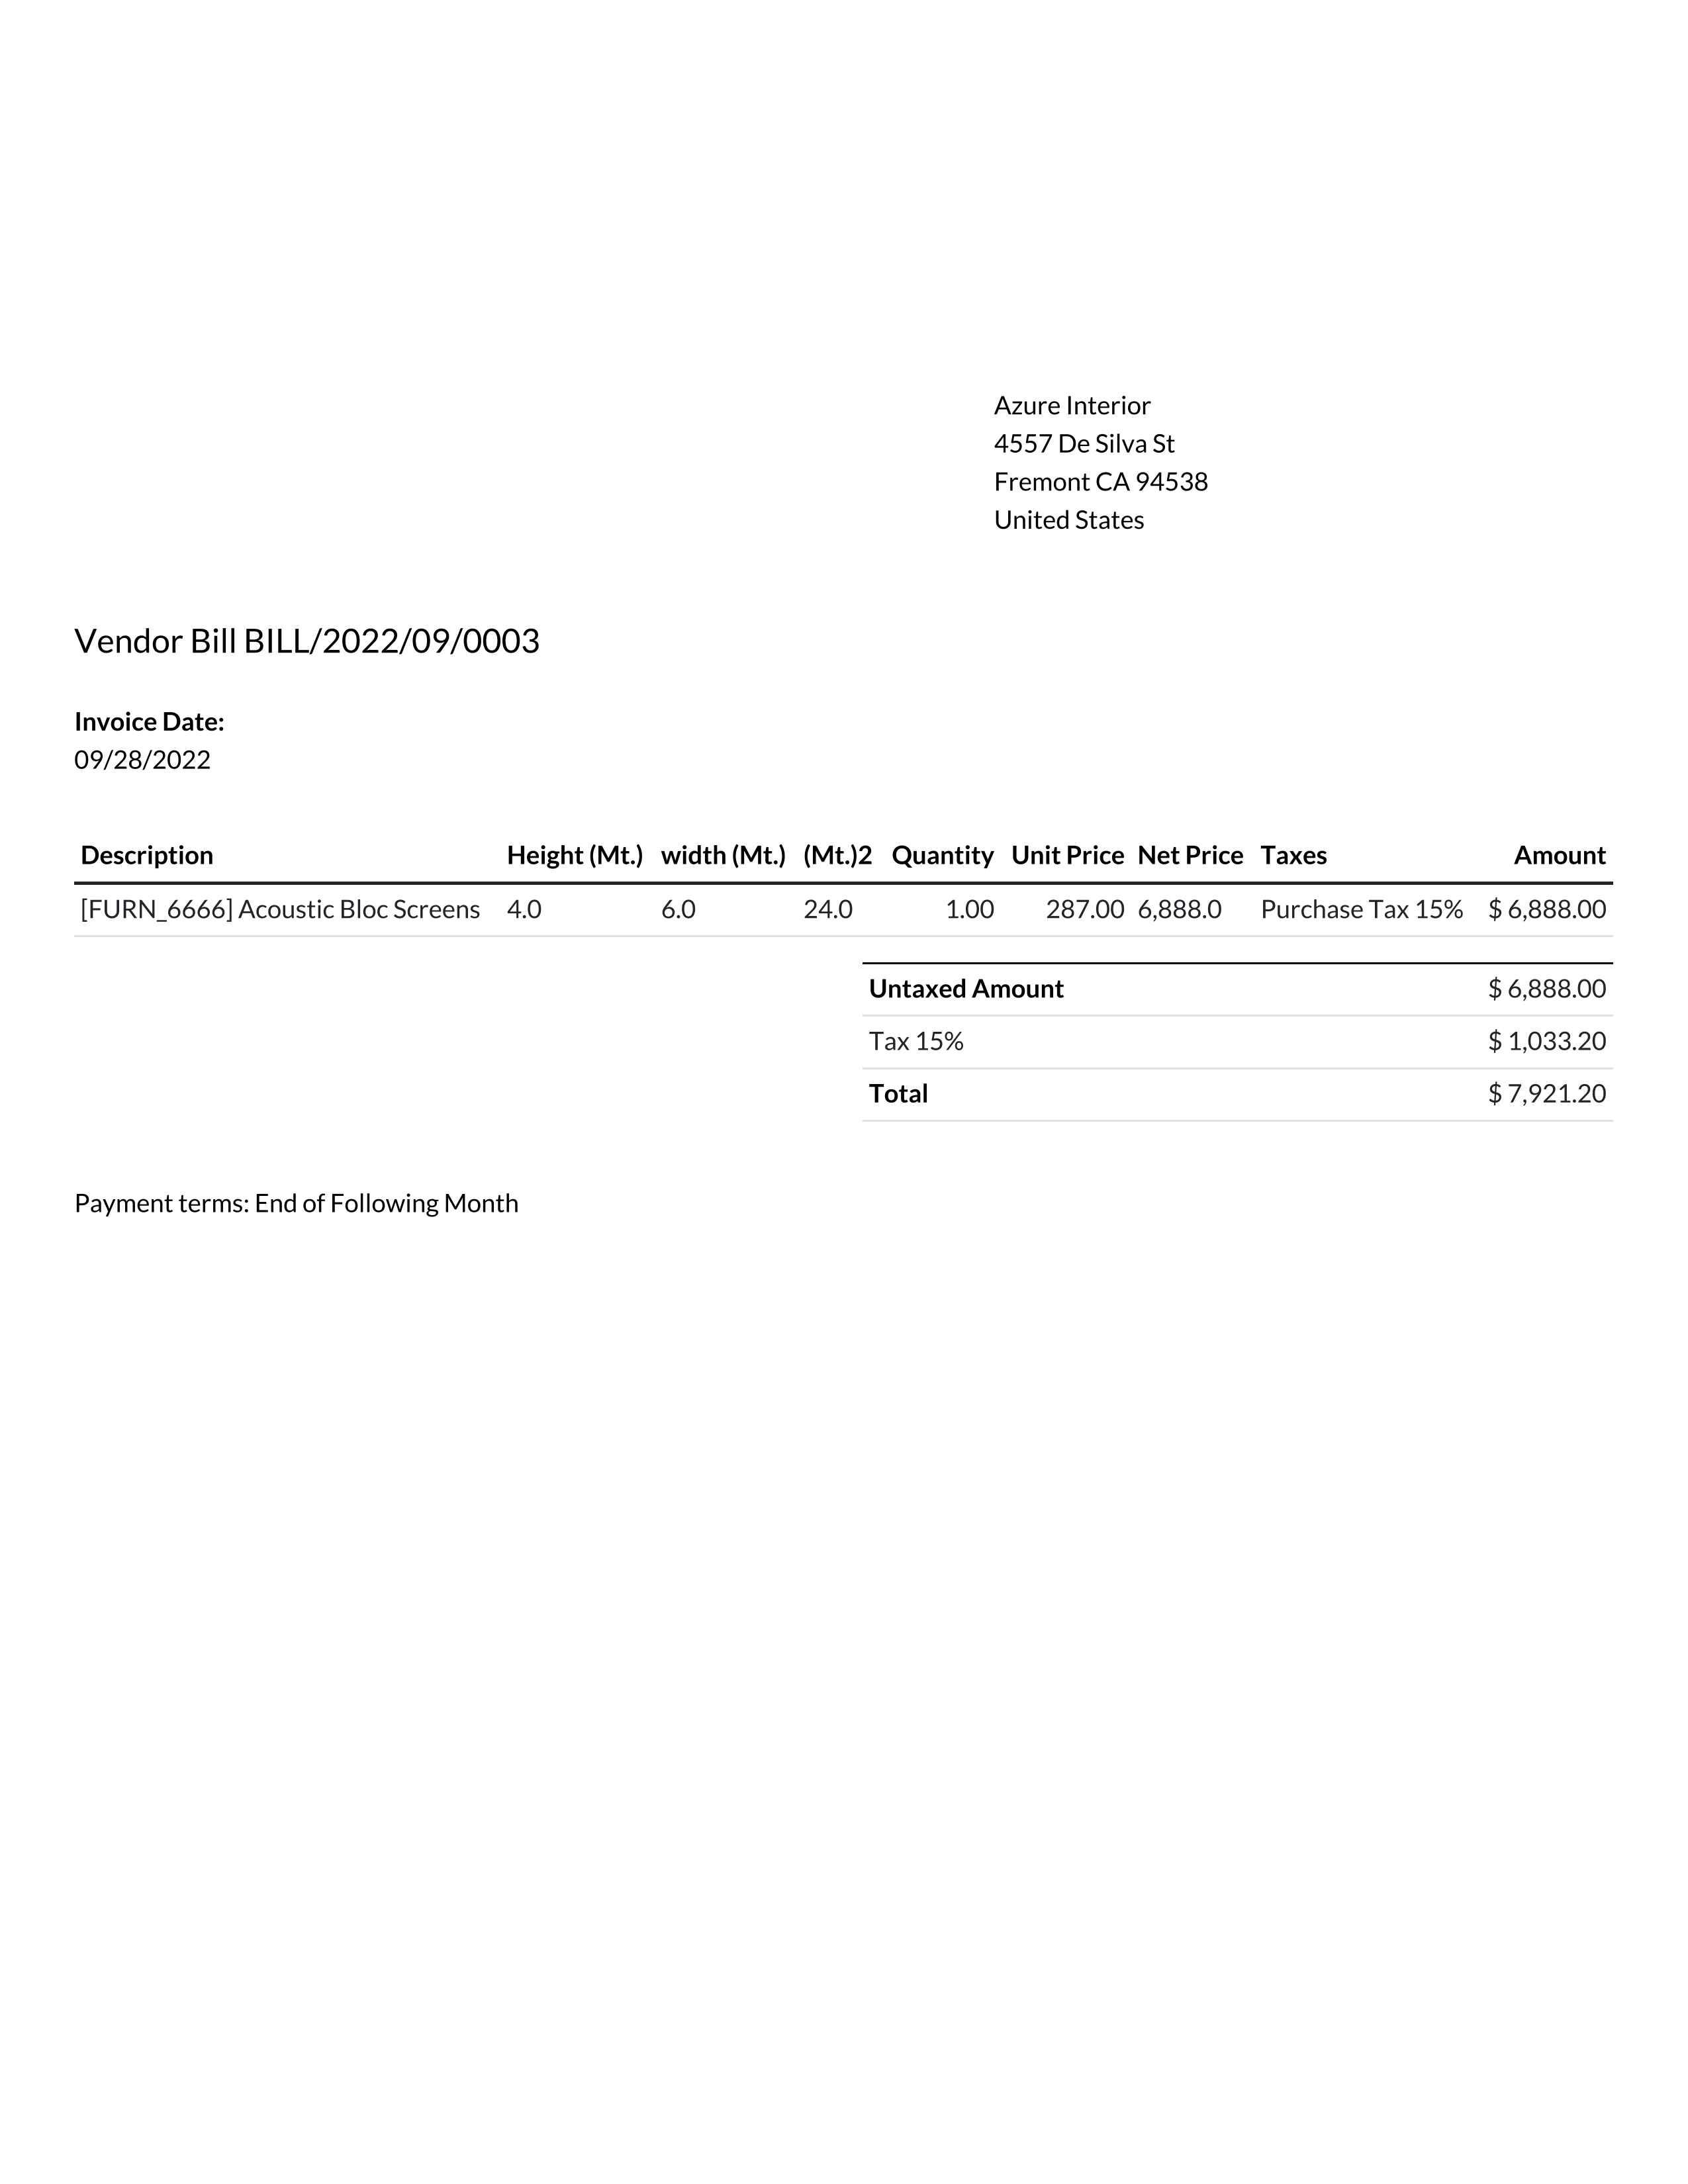 Azure Interior
4557 De Silva St
Fremont CA 94538
United States
Vendor Bill BILL/2022/09/0003
Invoice Date:
09/28/2022
Description Height (Mt.) width (Mt.) (Mt.)2 Quantity Unit Price Net Price Taxes Amount
[FURN_6666] Acoustic Bloc Screens 4.0 6.0 24.0 1.00 287.00 6,888.0 Purchase Tax 15% $ 6,888.00
Untaxed Amount $ 6,888.00
Tax 15% $ 1,033.20
Total $ 7,921.20
Payment terms: End of Following Month